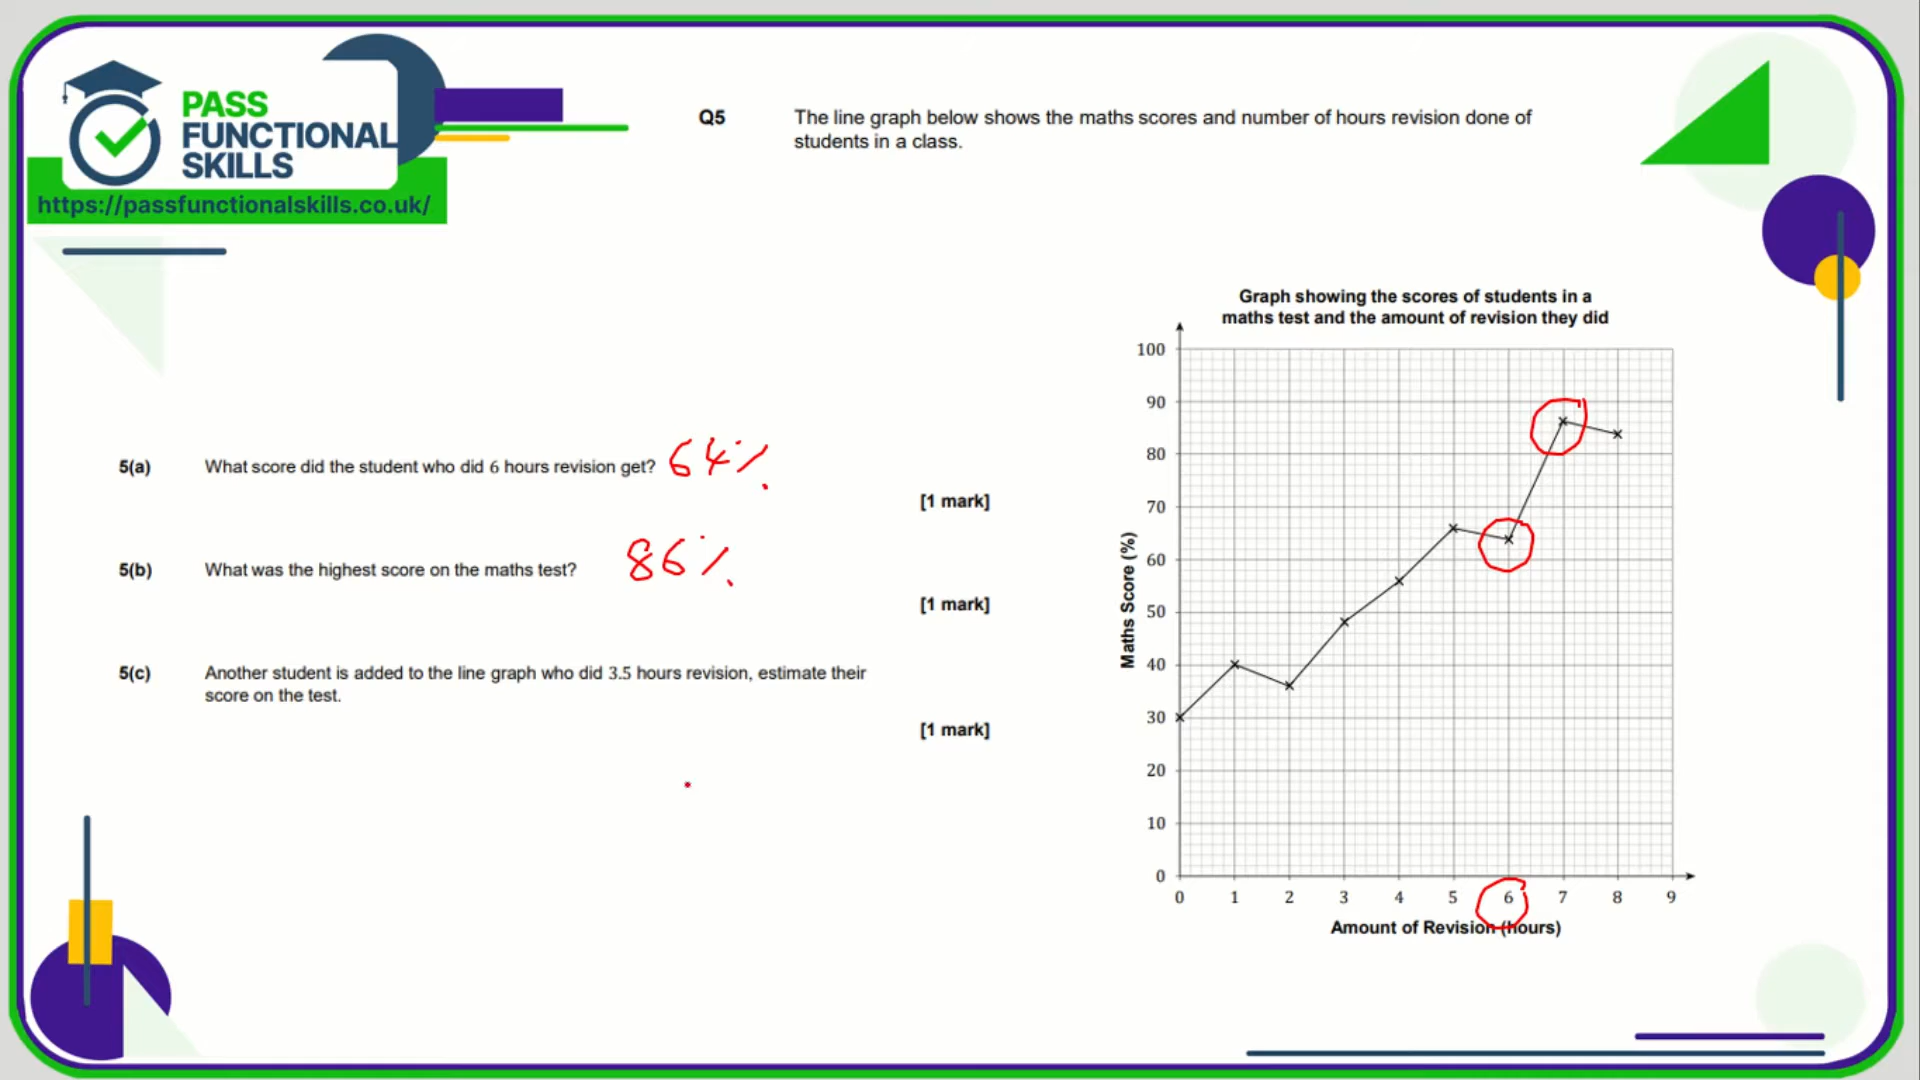 PASS
FUNCTIONAL
SKILLS
https://passfunctionalskills.co.uk/
Q5 The line graph below shows the maths scores and number of hours revision done of
students in a class.
5(a) What score did the student who did 6 hours revision get? 64%
[1 mark]
5(b) What was the highest score on the maths test? 86%
[1 mark]
5(c) Another student is added to the line graph who did 3.5 hours revision, estimate their
score on the test.
[1 mark]
Graph showing the scores of students in a
maths test and the amount of revision they did
100
90
80
70
60
50
40
30
20
10
0
Maths Score (%)
0 1 2 3 4 5 6 7 8 9
Amount of Revision (hours)